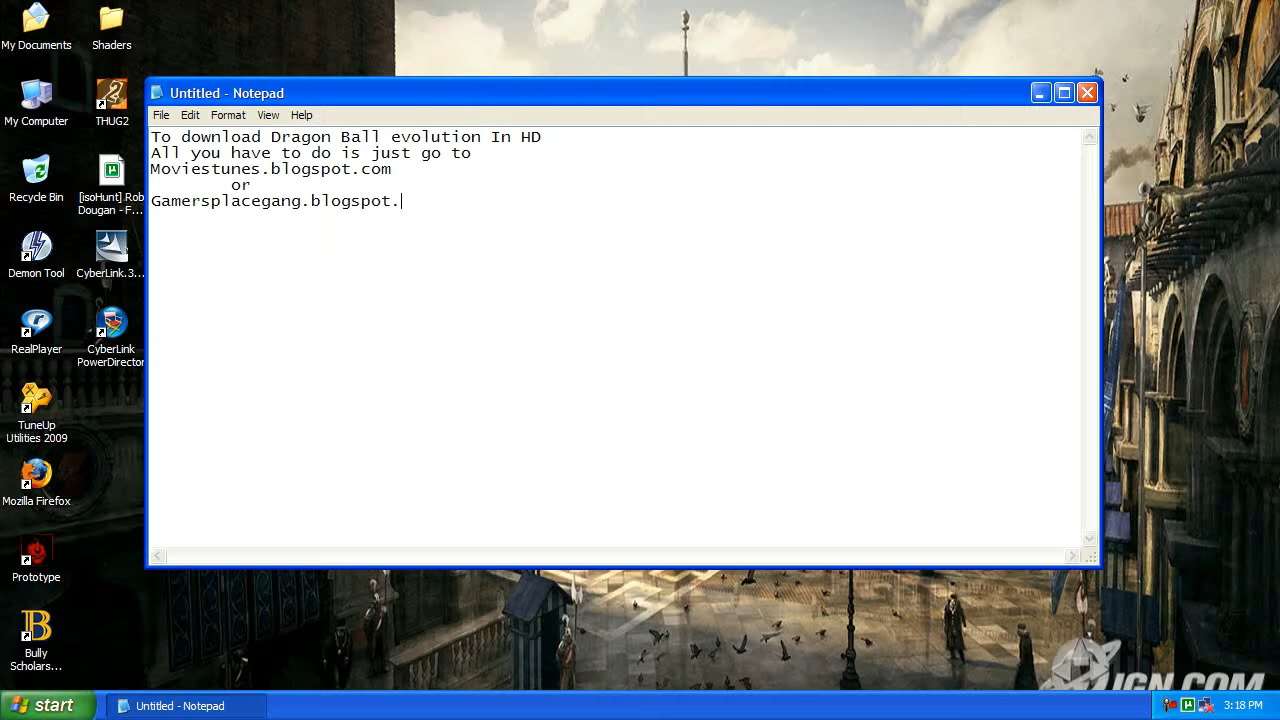 My Documents
Shaders
My Computer
THUG2
Recycle Bin
[isoHunt] Rob
Dougan - F...
Demon Tool
CyberLink.3...
RealPlayer
CyberLink
PowerDirector
TuneUp
Utilities 2009
Mozilla Firefox
Prototype
Bully
Scholars...
Untitled - Notepad
File Edit Format View Help
To download Dragon Ball evolution In HD
All you have to do is just go to
Moviestunes.blogspot.com
or
Gamersplacegang.blogspot.
IGN.COM
start
Untitled - Notepad
3:18 PM